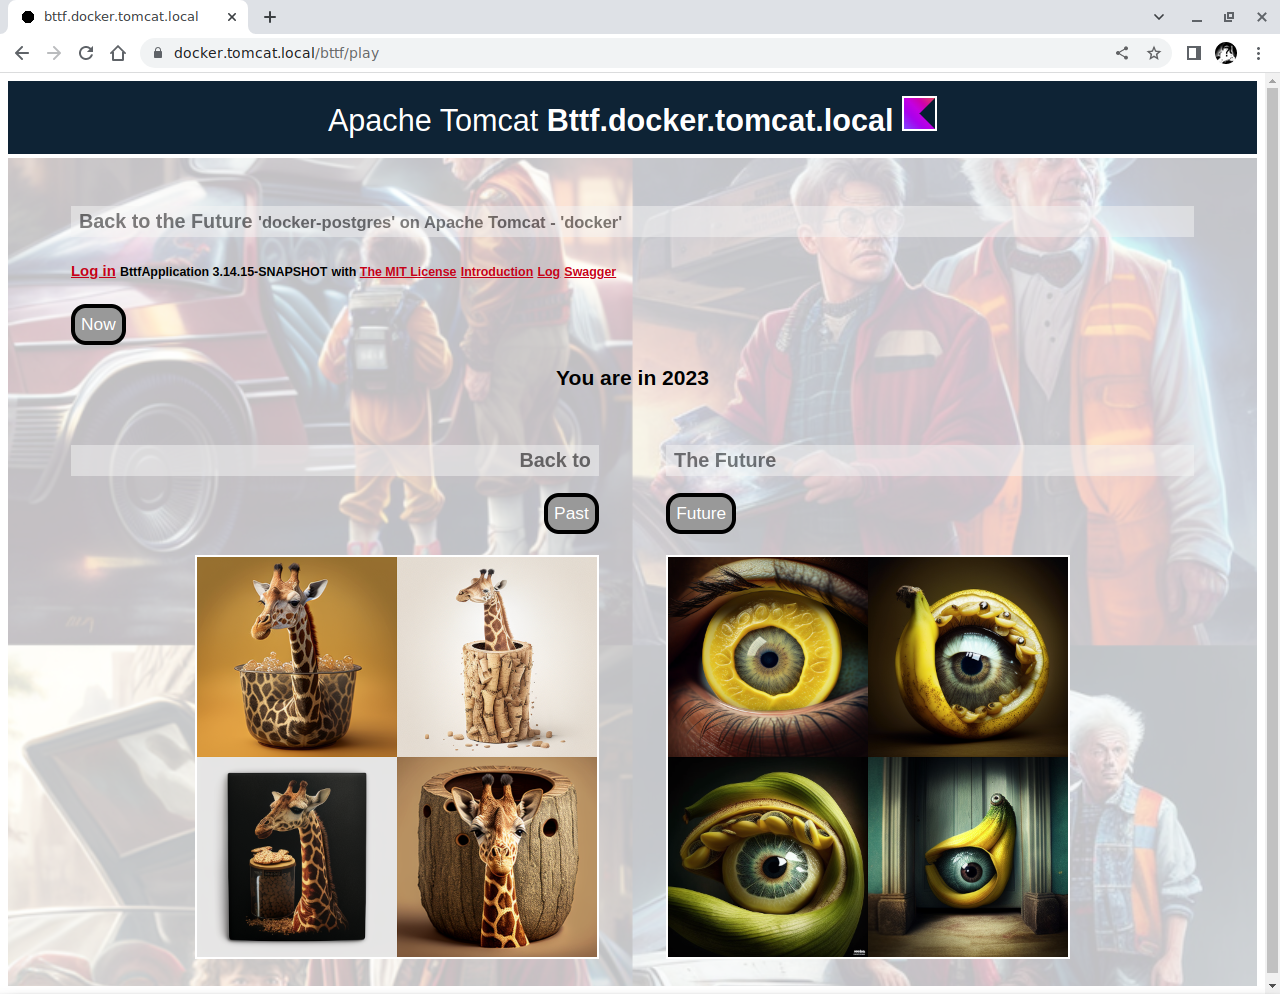 bttf.docker.tomcat.local
docker.tomcat.local/bttf/play
Apache Tomcat Bttf.docker.tomcat.local
Back to the Future 'docker-postgres' on Apache Tomcat - 'docker'
Log in BttfApplication 3.14.15-SNAPSHOT with The MIT License Introduction Log Swagger
Now
You are in 2023
Back to
The Future
Past
Future